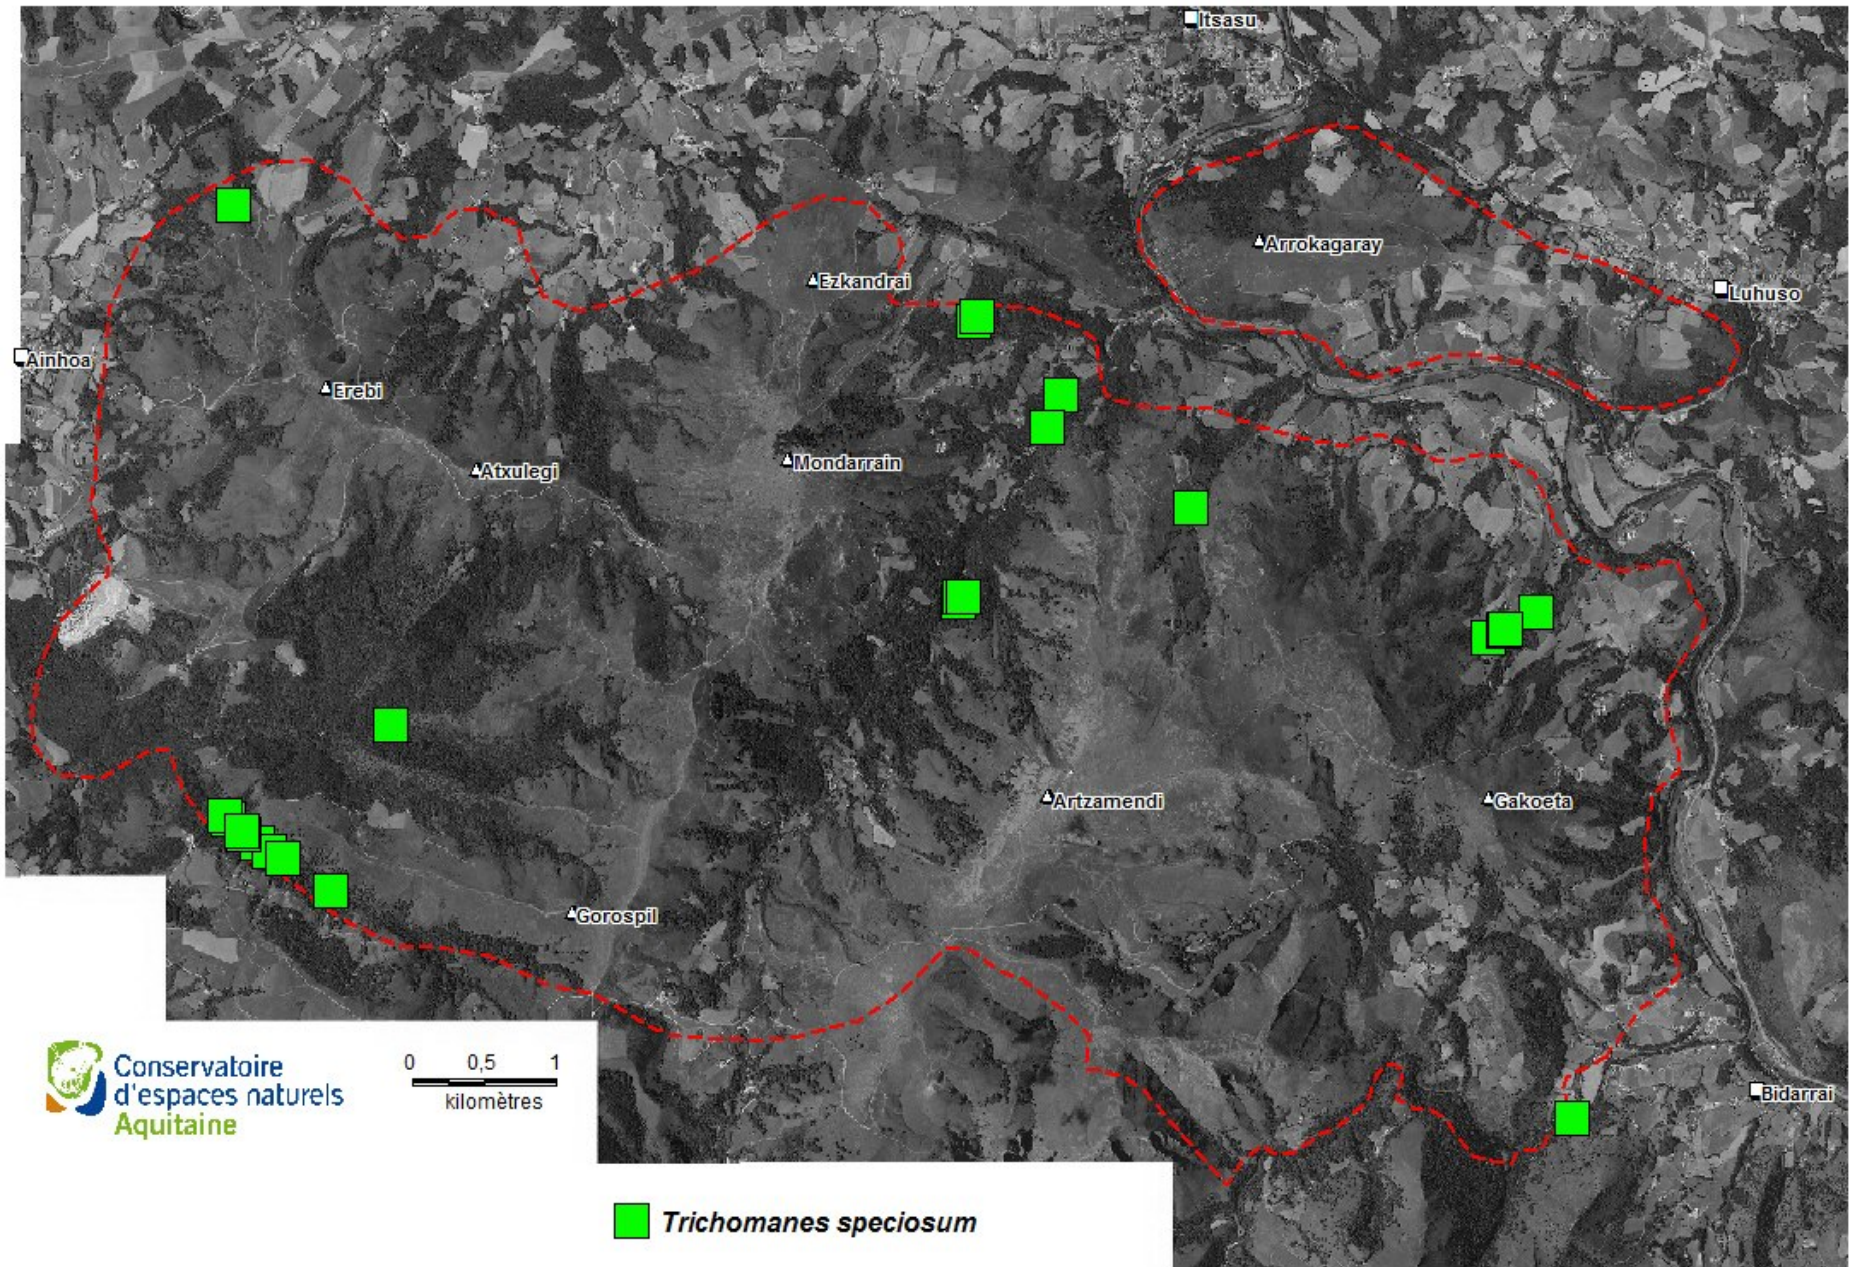 Itsasu
Arrokagaray
Ezkandrai
Luhuso
Ainhoa
Erebi
Mondarrain
Atxulegi
Artzamendi
Gakoeta
Gorospil
Conservatoire
d'espaces naturels
Aquitaine
0 0,5 1
kilomètres
Bidarrai
Trichomanes speciosum